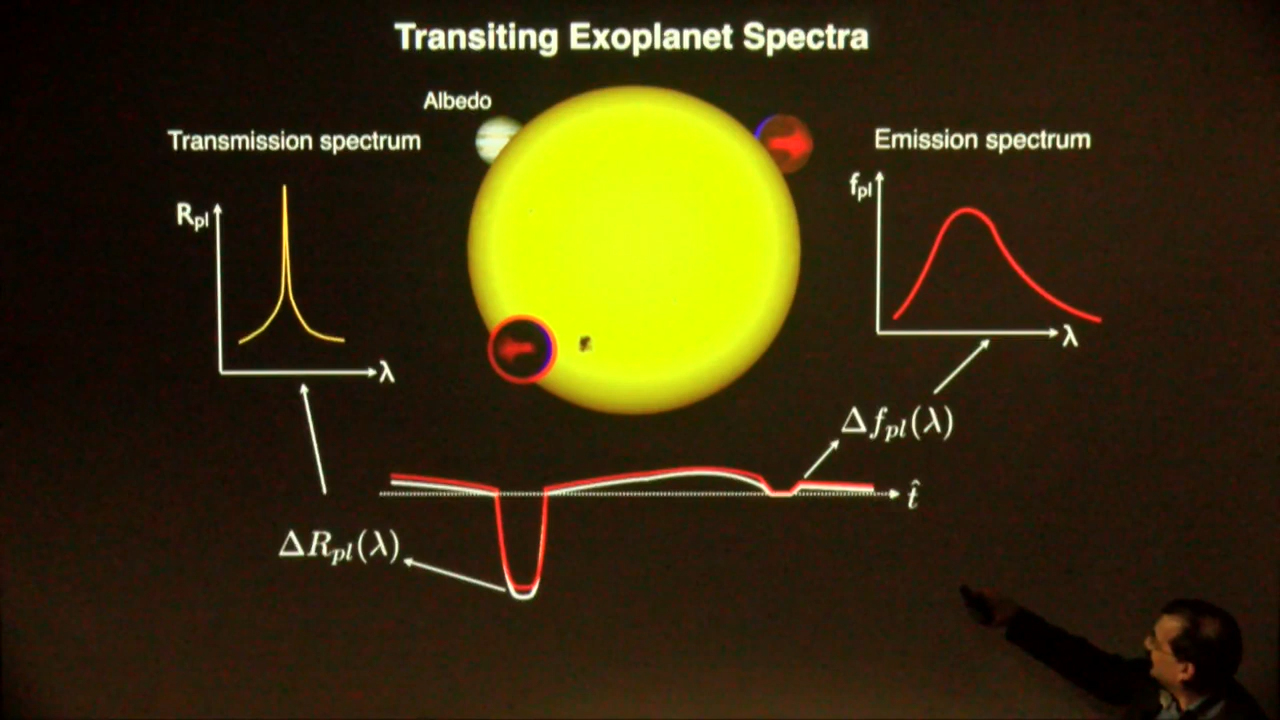 Transiting Exoplanet Spectra
Albedo
Transmission spectrum
Emission spectrum
R_pl
λ
f_pl
λ
Δf_pl(λ)
t̂
ΔR_pl(λ)